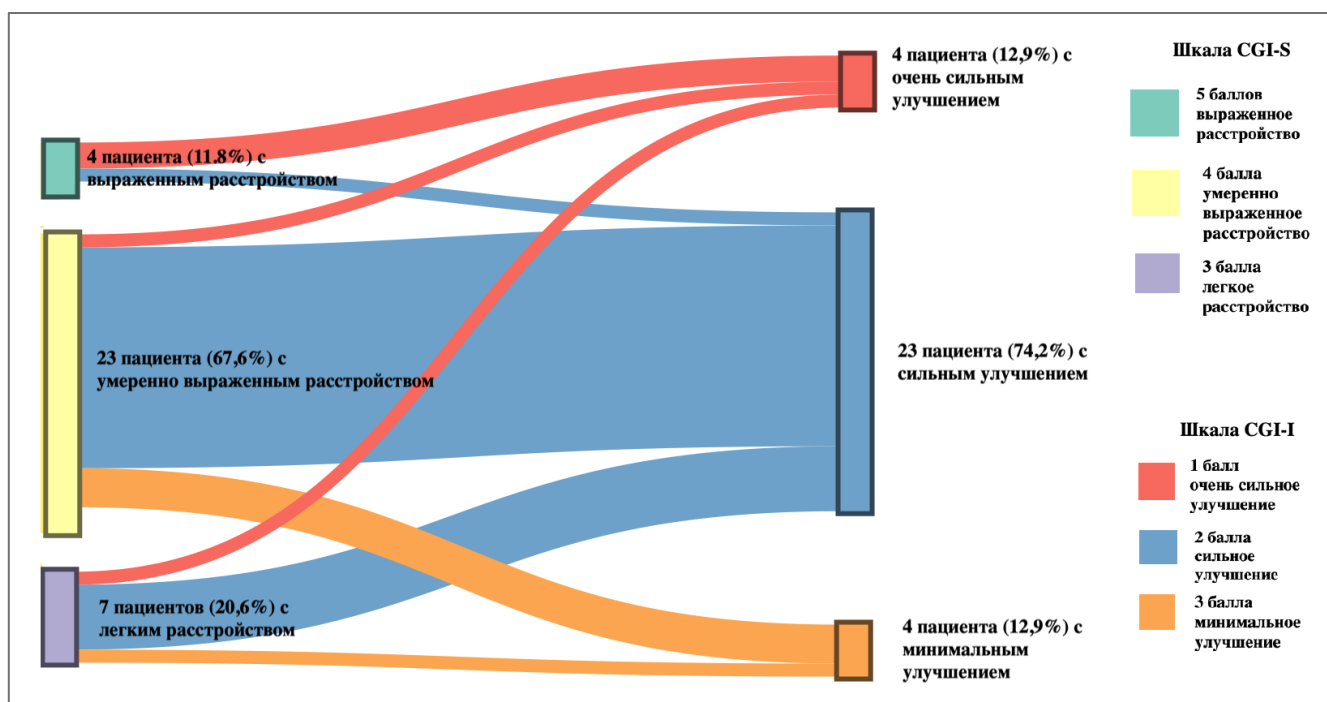 4 пациента (12,9%) с
очень сильным
улучшением
4 пациента (11.8%) с
выраженным расстройством
23 пациента (67,6%) с
умеренно выраженным расстройством
23 пациента (74,2%) с
сильным улучшением
7 пациентов (20,6%) с
легким расстройством
4 пациента (12,9%) с
минимальным
улучшением
Шкала CGI-S
5 баллов
выраженное
расстройство
4 балла
умеренно
выраженное
расстройство
3 балла
легкое
расстройство
Шкала CGI-I
1 балл
очень сильное
улучшение
2 балла
сильное
улучшение
3 балла
минимальное
улучшение